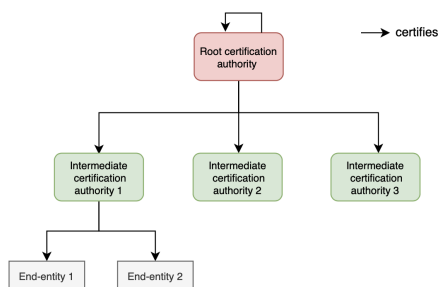 certifies
Root certification
authority
Intermediate
certification
authority 1
Intermediate
certification
authority 2
Intermediate
certification
authority 3
End-entity 1
End-entity 2